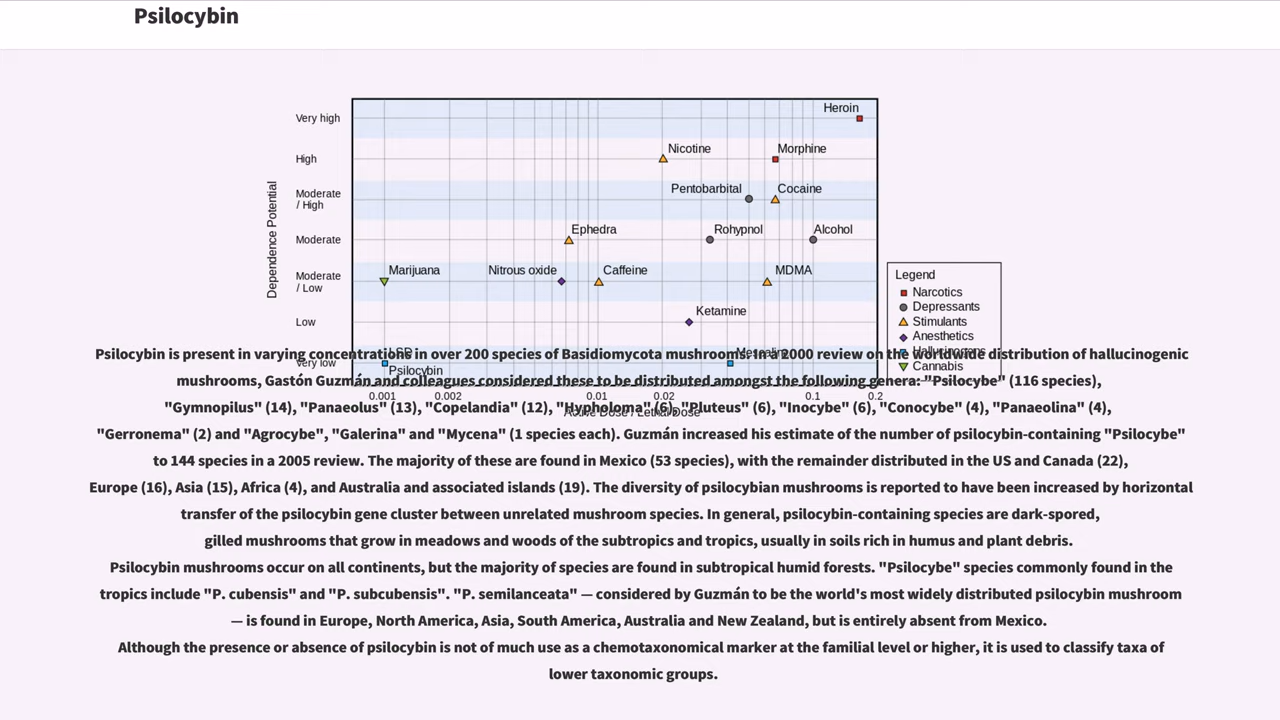 Psilocybin
Heroin
Very high
Nicotine
Morphine
High
Pentobarbital
Cocaine
Moderate
/ High
Ephedra
Rohypnol
Alcohol
Moderate
Dependence Potential
Marijuana
Nitrous oxide
Caffeine
MDMA
Moderate
/ Low
Ketamine
Low
LSD
Very low
Psilocybin
0.001
0.002
0.01
0.02
0.1
0.2
Active Dose / Lethal Dose
Legend
Narcotics
Depressants
Stimulants
Anesthetics
Hallucinogens
Cannabis
Psilocybin is present in varying concentrations in over 200 species of Basidiomycota mushrooms. In a 2000 review on the worldwide distribution of hallucinogenic
mushrooms, Gastón Guzmán and colleagues considered these to be distributed amongst the following genera: "Psilocybe" (116 species),
"Gymnopilus" (14), "Panaeolus" (13), "Copelandia" (12), "Hypholoma" (6), "Pluteus" (6), "Inocybe" (6), "Conocybe" (4), "Panaeolina" (4),
"Gerronema" (2) and "Agrocybe", "Galerina" and "Mycena" (1 species each). Guzmán increased his estimate of the number of psilocybin-containing "Psilocybe"
to 144 species in a 2005 review. The majority of these are found in Mexico (53 species), with the remainder distributed in the US and Canada (22),
Europe (16), Asia (15), Africa (4), and Australia and associated islands (19). The diversity of psilocybian mushrooms is reported to have been increased by horizontal
transfer of the psilocybin gene cluster between unrelated mushroom species. In general, psilocybin-containing species are dark-spored,
gilled mushrooms that grow in meadows and woods of the subtropics and tropics, usually in soils rich in humus and plant debris.
Psilocybin mushrooms occur on all continents, but the majority of species are found in subtropical humid forests. "Psilocybe" species commonly found in the
tropics include "P. cubensis" and "P. subcubensis". "P. semilanceata" — considered by Guzmán to be the world's most widely distributed psilocybin mushroom
— is found in Europe, North America, Asia, South America, Australia and New Zealand, but is entirely absent from Mexico.
Although the presence or absence of psilocybin is not of much use as a chemotaxonomical marker at the familial level or higher, it is used to classify taxa of
lower taxonomic groups.